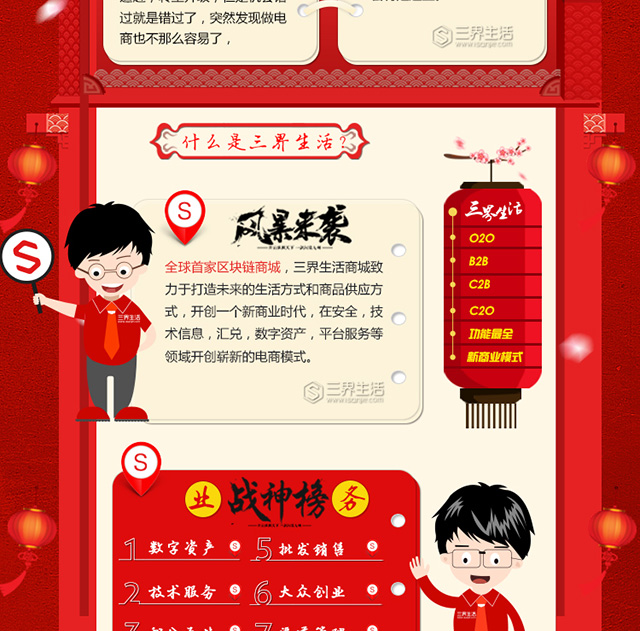 过就是错过了，突然发现做电
商也不那么容易了，
三界生活
什么是三界生活？
S
风暴来袭
全球首家区块链商城，三界生活商城致
力于打造未来的生活方式和商品供应方
式，开创一个新商业时代，在安全，技
术信息，汇兑，数字资产，平台服务等
领域开创崭新的电商模式。
三界生活
S
三界生活
三界生活
O2O
B2B
C2B
C2O
功能最全
新商业模式
S
业 战神榜 务
1 数字资产 S
5 批发销售 S
2 技术服务 S
6 大众创业 S
三界生活